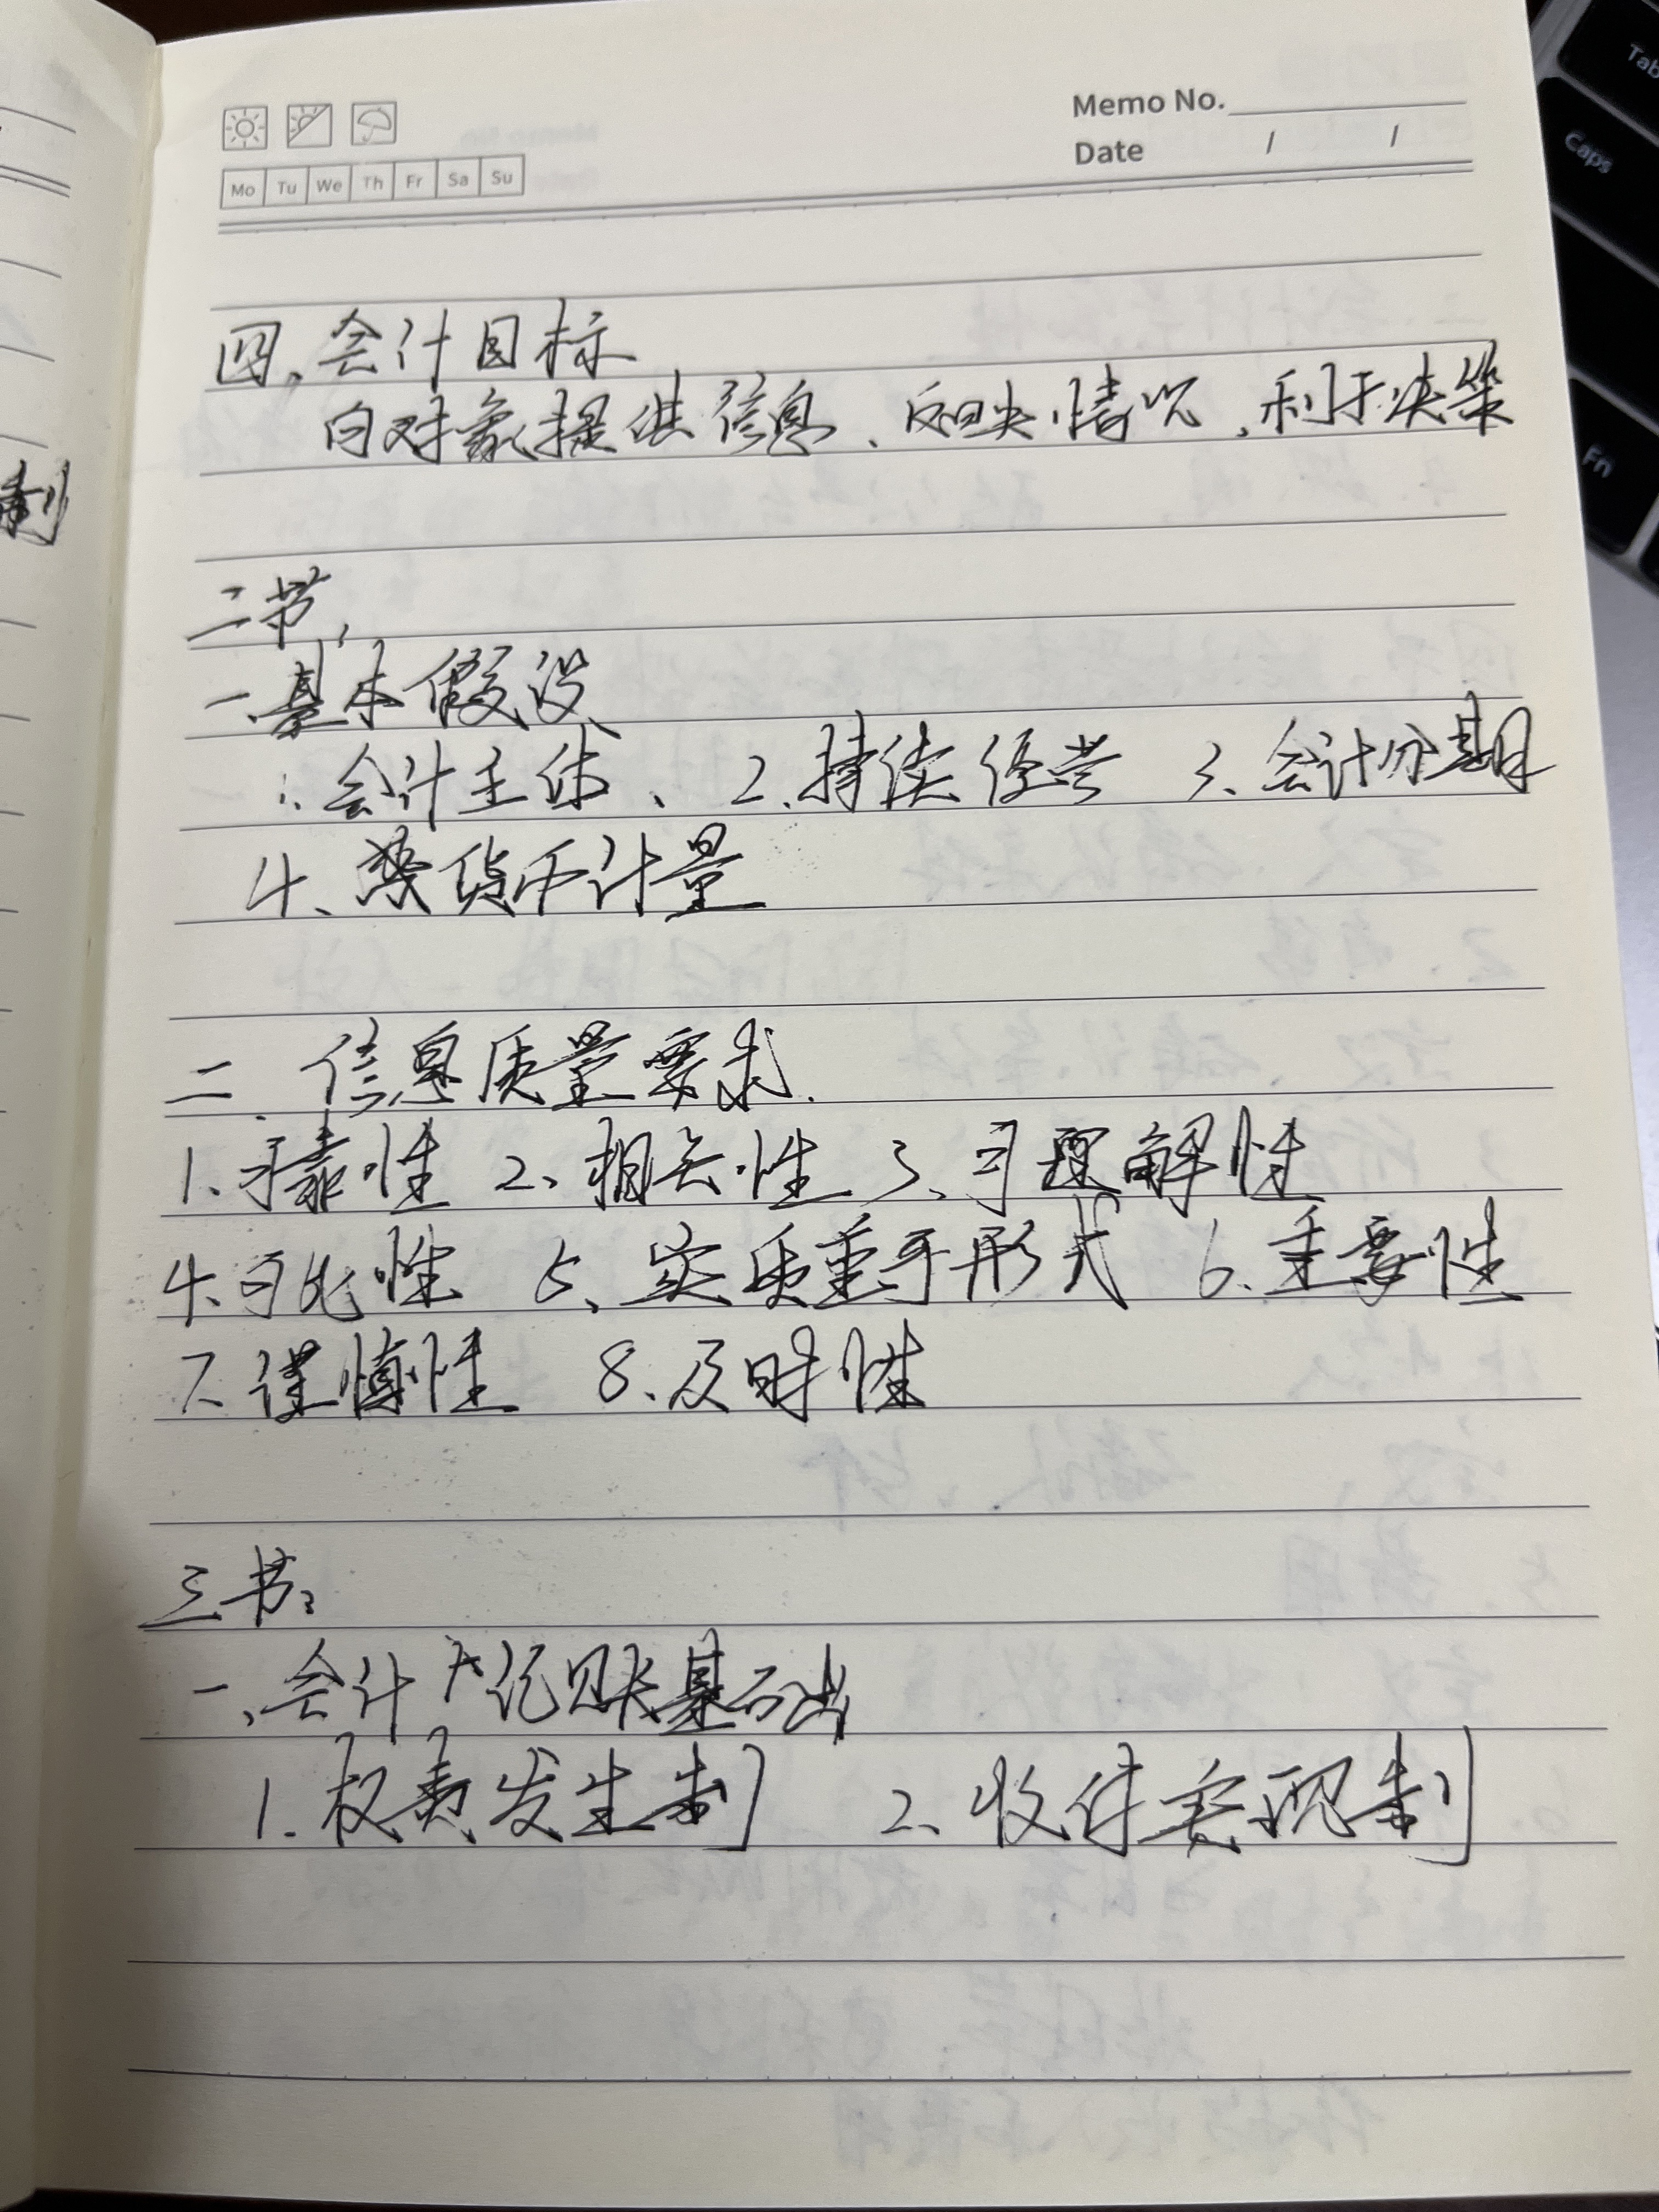 Memo No.
Date / /
Mo Tu We Th Fr Sa Su
四、会计目标
向对象提供信息、反映情况、利于决策
二节、
一、基本假设
1、会计主体、 2、持续经营 3、会计分期
4、货币计量
二、信息质量要求.
1、可靠性 2、相关性 3、可理解性
4、可比性 5、实质重于形式 6、重要性
7、谨慎性 8、及时性
三节:
一、会计记账基础
1. 权责发生制 2、收付实现制
制
Tab
Caps
Fn